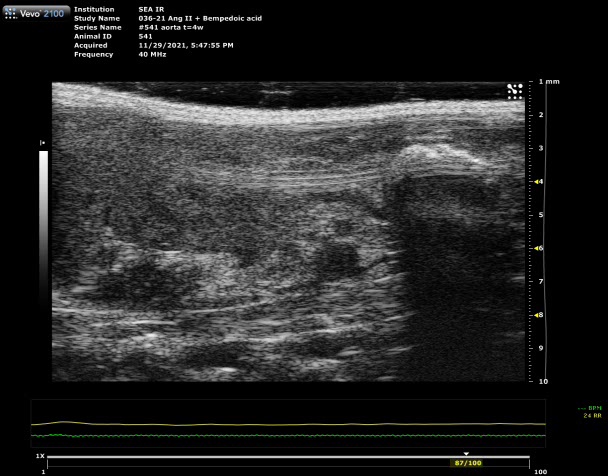 Vevo 2100
Institution SEA IR
Study Name 036-21 Ang II + Bempedoic acid
Series Name #541 aorta t=4w
Animal ID 541
Acquired 11/29/2021, 5:47:55 PM
Frequency 40 MHz
1 mm
2
3
4
5
6
7
8
9
10
--- BPM
24 RR
1X
87/100
1 100